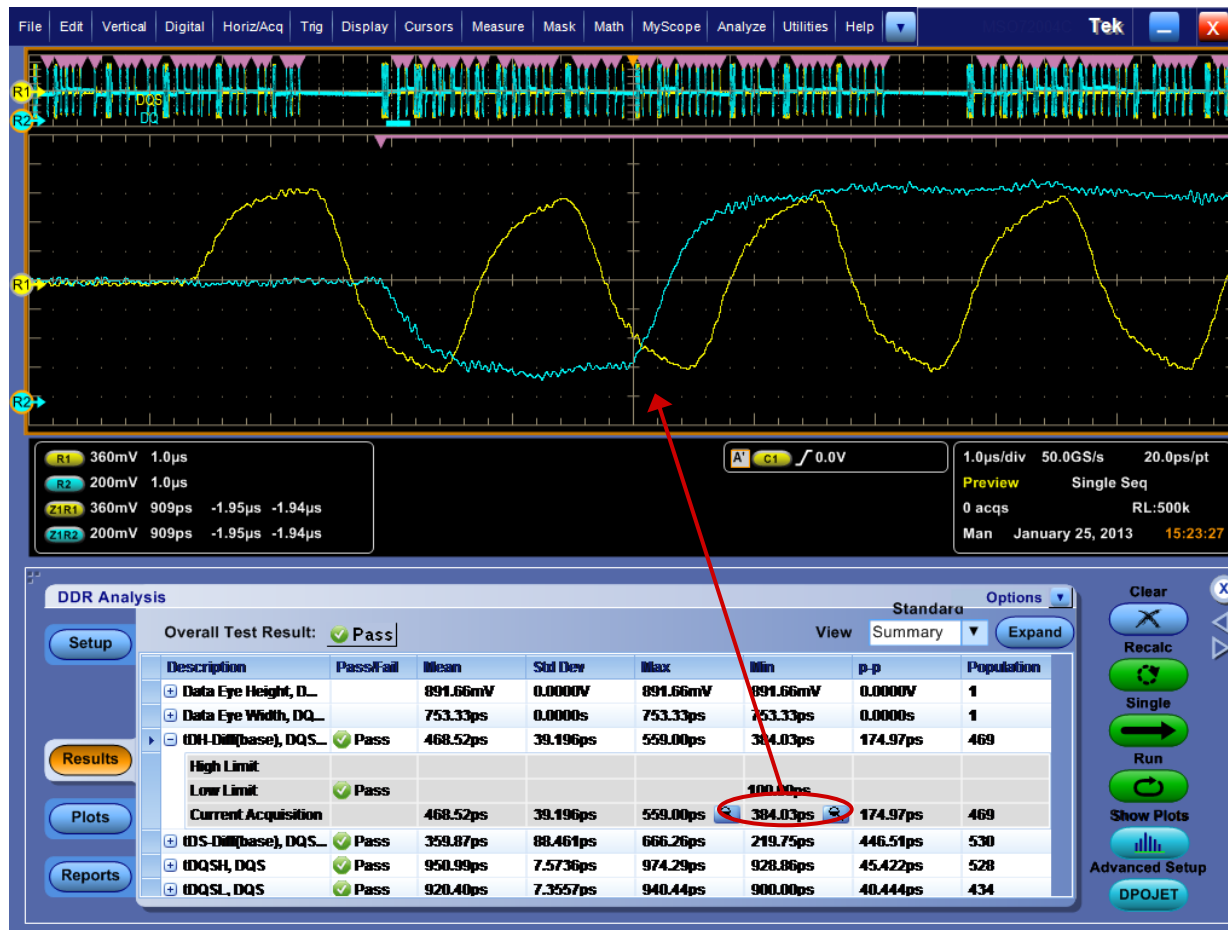 File Edit Vertical Digital Horiz/Acq Trig Display Cursors Measure Mask Math MyScope Analyze Utilities Help Tek X
R1
DQS
R2 DQ
R1
R2
R1 360mV 1.0µs
R2 200mV 1.0µs
Z1R1 360mV 909ps -1.95µs -1.94µs
Z1R2 200mV 909ps -1.95µs -1.94µs
A' C1 0.0V
1.0µs/div 50.0GS/s 20.0ps/pt
Preview Single Seq
0 acqs RL:500k
Man January 25, 2013 15:23:27
DDR Analysis
Options
Setup
Results
Plots
Reports
Overall Test Result: Pass
View
Standard
Summary
Expand
Description Pass/Fail Mean Std Dev Max Min p-p Population
Data Eye Height, D... 891.66mV 0.0000V 891.66mV 891.66mV 0.0000V 1
Data Eye Width, DQ... 753.33ps 0.0000s 753.33ps 753.33ps 0.0000s 1
tDH-Diff(base), DQS... Pass 468.52ps 39.196ps 559.00ps 384.03ps 174.97ps 469
High Limit
Low Limit Pass 100.00ps
Current Acquisition 468.52ps 39.196ps 559.00ps 384.03ps 174.97ps 469
tDS-Diff(base), DQS... Pass 359.87ps 88.461ps 666.26ps 219.75ps 446.51ps 530
tDQSH, DQS Pass 950.99ps 7.5736ps 974.29ps 928.86ps 45.422ps 528
tDQSL, DQS Pass 920.40ps 7.3557ps 940.44ps 900.00ps 40.444ps 434
Clear
X
Recalc
Single
Run
Show Plots
Advanced Setup
DPOJET